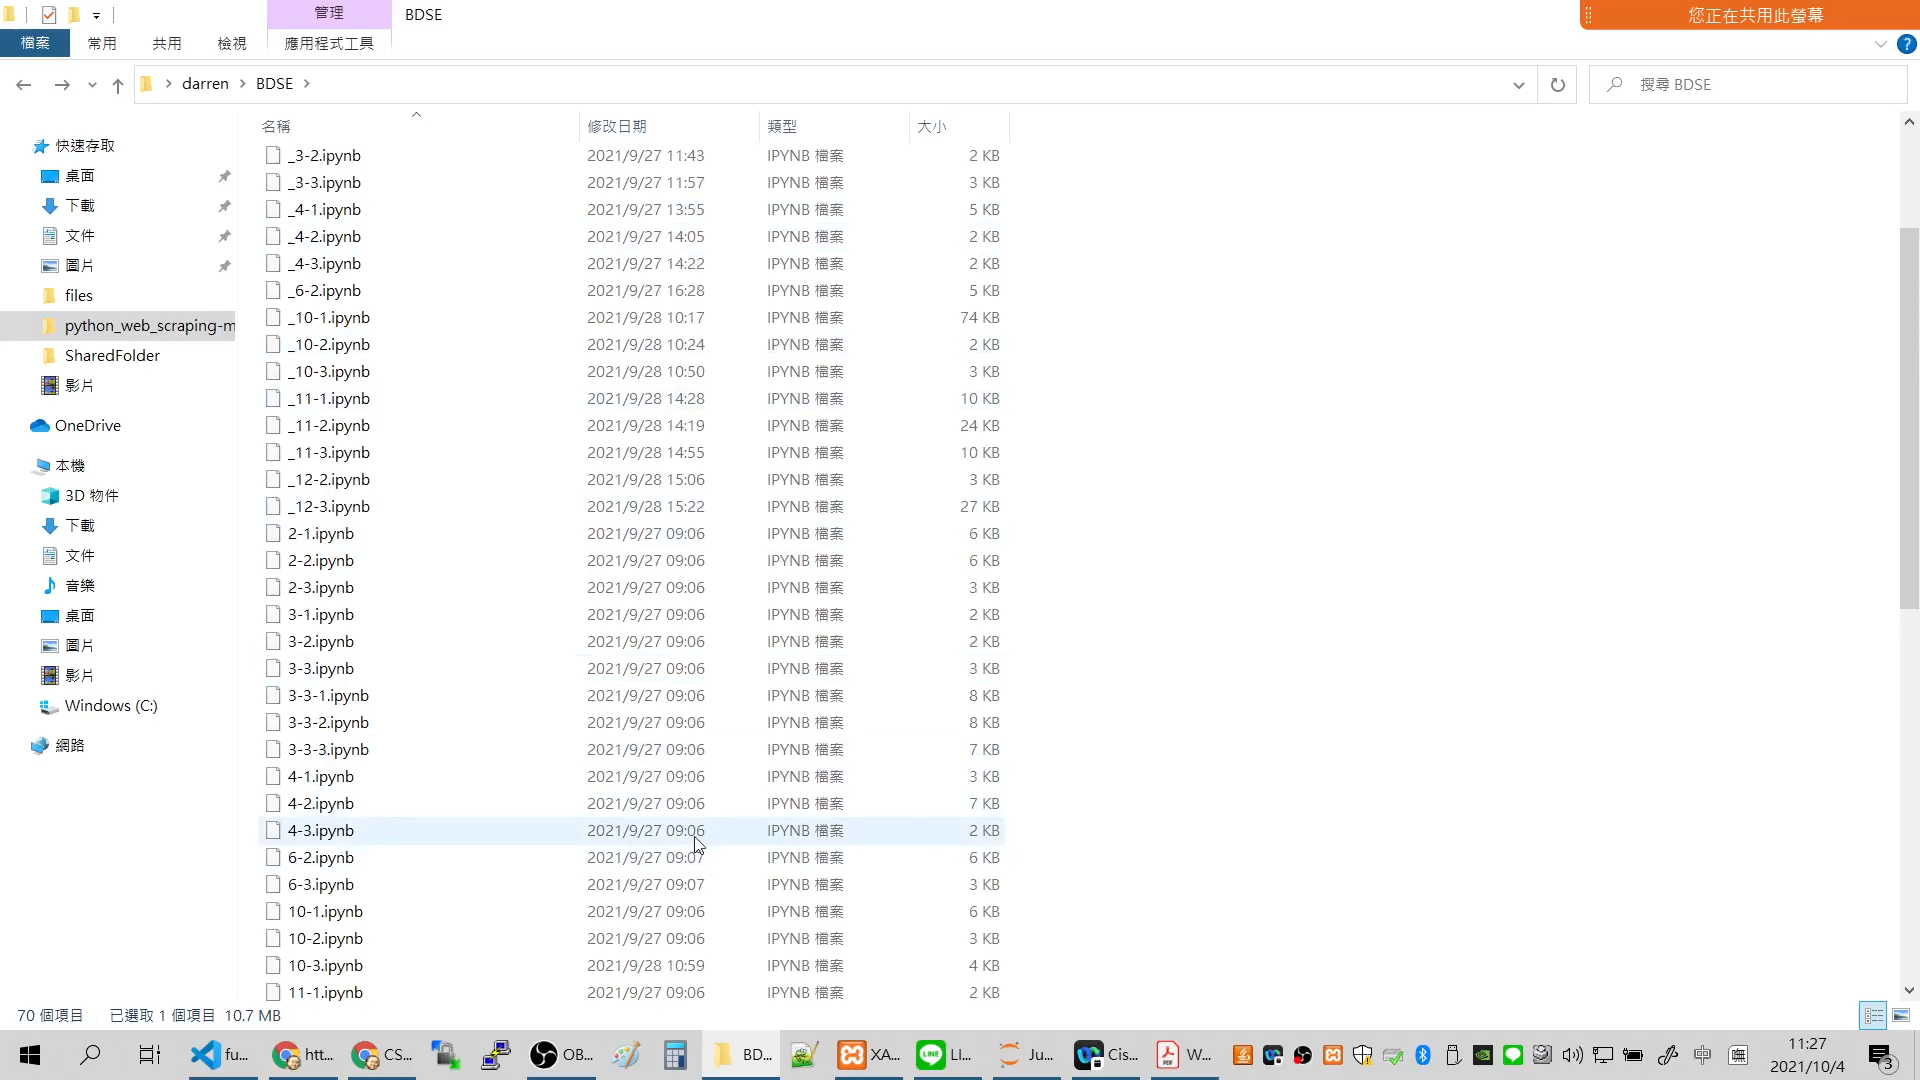 管理
BDSE
您正在共用此螢幕
檔案
常用
共用
檢視
應用程式工具
darren
BDSE
搜尋 BDSE
名稱
修改日期
類型
大小
快速存取
桌面
下載
文件
圖片
files
python_web_scraping-m
SharedFolder
影片
OneDrive
本機
3D 物件
下載
文件
音樂
桌面
圖片
影片
Windows (C:)
網路
_3-2.ipynb 2021/9/27 11:43 IPYNB 檔案 2 KB
_3-3.ipynb 2021/9/27 11:57 IPYNB 檔案 3 KB
_4-1.ipynb 2021/9/27 13:55 IPYNB 檔案 5 KB
_4-2.ipynb 2021/9/27 14:05 IPYNB 檔案 2 KB
_4-3.ipynb 2021/9/27 14:22 IPYNB 檔案 2 KB
_6-2.ipynb 2021/9/27 16:28 IPYNB 檔案 5 KB
_10-1.ipynb 2021/9/28 10:17 IPYNB 檔案 74 KB
_10-2.ipynb 2021/9/28 10:24 IPYNB 檔案 2 KB
_10-3.ipynb 2021/9/28 10:50 IPYNB 檔案 3 KB
_11-1.ipynb 2021/9/28 14:28 IPYNB 檔案 10 KB
_11-2.ipynb 2021/9/28 14:19 IPYNB 檔案 24 KB
_11-3.ipynb 2021/9/28 14:55 IPYNB 檔案 10 KB
_12-2.ipynb 2021/9/28 15:06 IPYNB 檔案 3 KB
_12-3.ipynb 2021/9/28 15:22 IPYNB 檔案 27 KB
2-1.ipynb 2021/9/27 09:06 IPYNB 檔案 6 KB
2-2.ipynb 2021/9/27 09:06 IPYNB 檔案 6 KB
2-3.ipynb 2021/9/27 09:06 IPYNB 檔案 3 KB
3-1.ipynb 2021/9/27 09:06 IPYNB 檔案 2 KB
3-2.ipynb 2021/9/27 09:06 IPYNB 檔案 2 KB
3-3.ipynb 2021/9/27 09:06 IPYNB 檔案 3 KB
3-3-1.ipynb 2021/9/27 09:06 IPYNB 檔案 8 KB
3-3-2.ipynb 2021/9/27 09:06 IPYNB 檔案 8 KB
3-3-3.ipynb 2021/9/27 09:06 IPYNB 檔案 7 KB
4-1.ipynb 2021/9/27 09:06 IPYNB 檔案 3 KB
4-2.ipynb 2021/9/27 09:06 IPYNB 檔案 7 KB
4-3.ipynb 2021/9/27 09:06 IPYNB 檔案 2 KB
6-2.ipynb 2021/9/27 09:07 IPYNB 檔案 6 KB
6-3.ipynb 2021/9/27 09:07 IPYNB 檔案 3 KB
10-1.ipynb 2021/9/27 09:06 IPYNB 檔案 6 KB
10-2.ipynb 2021/9/27 09:06 IPYNB 檔案 3 KB
10-3.ipynb 2021/9/28 10:59 IPYNB 檔案 4 KB
11-1.ipynb 2021/9/27 09:06 IPYNB 檔案 2 KB
70 個項目 已選取 1 個項目 10.7 MB
fu...
htt...
CS...
OB...
BD...
XA...
LI...
Ju...
Cis...
W...
中
11:27
2021/10/4
3